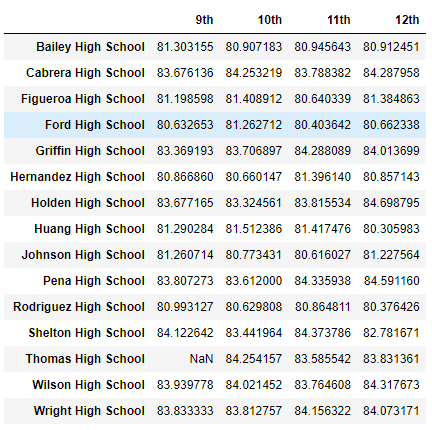 9th 10th 11th 12th
Bailey High School 81.303155 80.907183 80.945643 80.912451
Cabrera High School 83.676136 84.253219 83.788382 84.287958
Figueroa High School 81.198598 81.408912 80.640339 81.384863
Ford High School 80.632653 81.262712 80.403642 80.662338
Griffin High School 83.369193 83.706897 84.288089 84.013699
Hernandez High School 80.866860 80.660147 81.396140 80.857143
Holden High School 83.677165 83.324561 83.815534 84.698795
Huang High School 81.290284 81.512386 81.417476 80.305983
Johnson High School 81.260714 80.773431 80.616027 81.227564
Pena High School 83.807273 83.612000 84.335938 84.591160
Rodriguez High School 80.993127 80.629808 80.864811 80.376426
Shelton High School 84.122642 83.441964 84.373786 82.781671
Thomas High School NaN 84.254157 83.585542 83.831361
Wilson High School 83.939778 84.021452 83.764608 84.317673
Wright High School 83.833333 83.812757 84.156322 84.073171